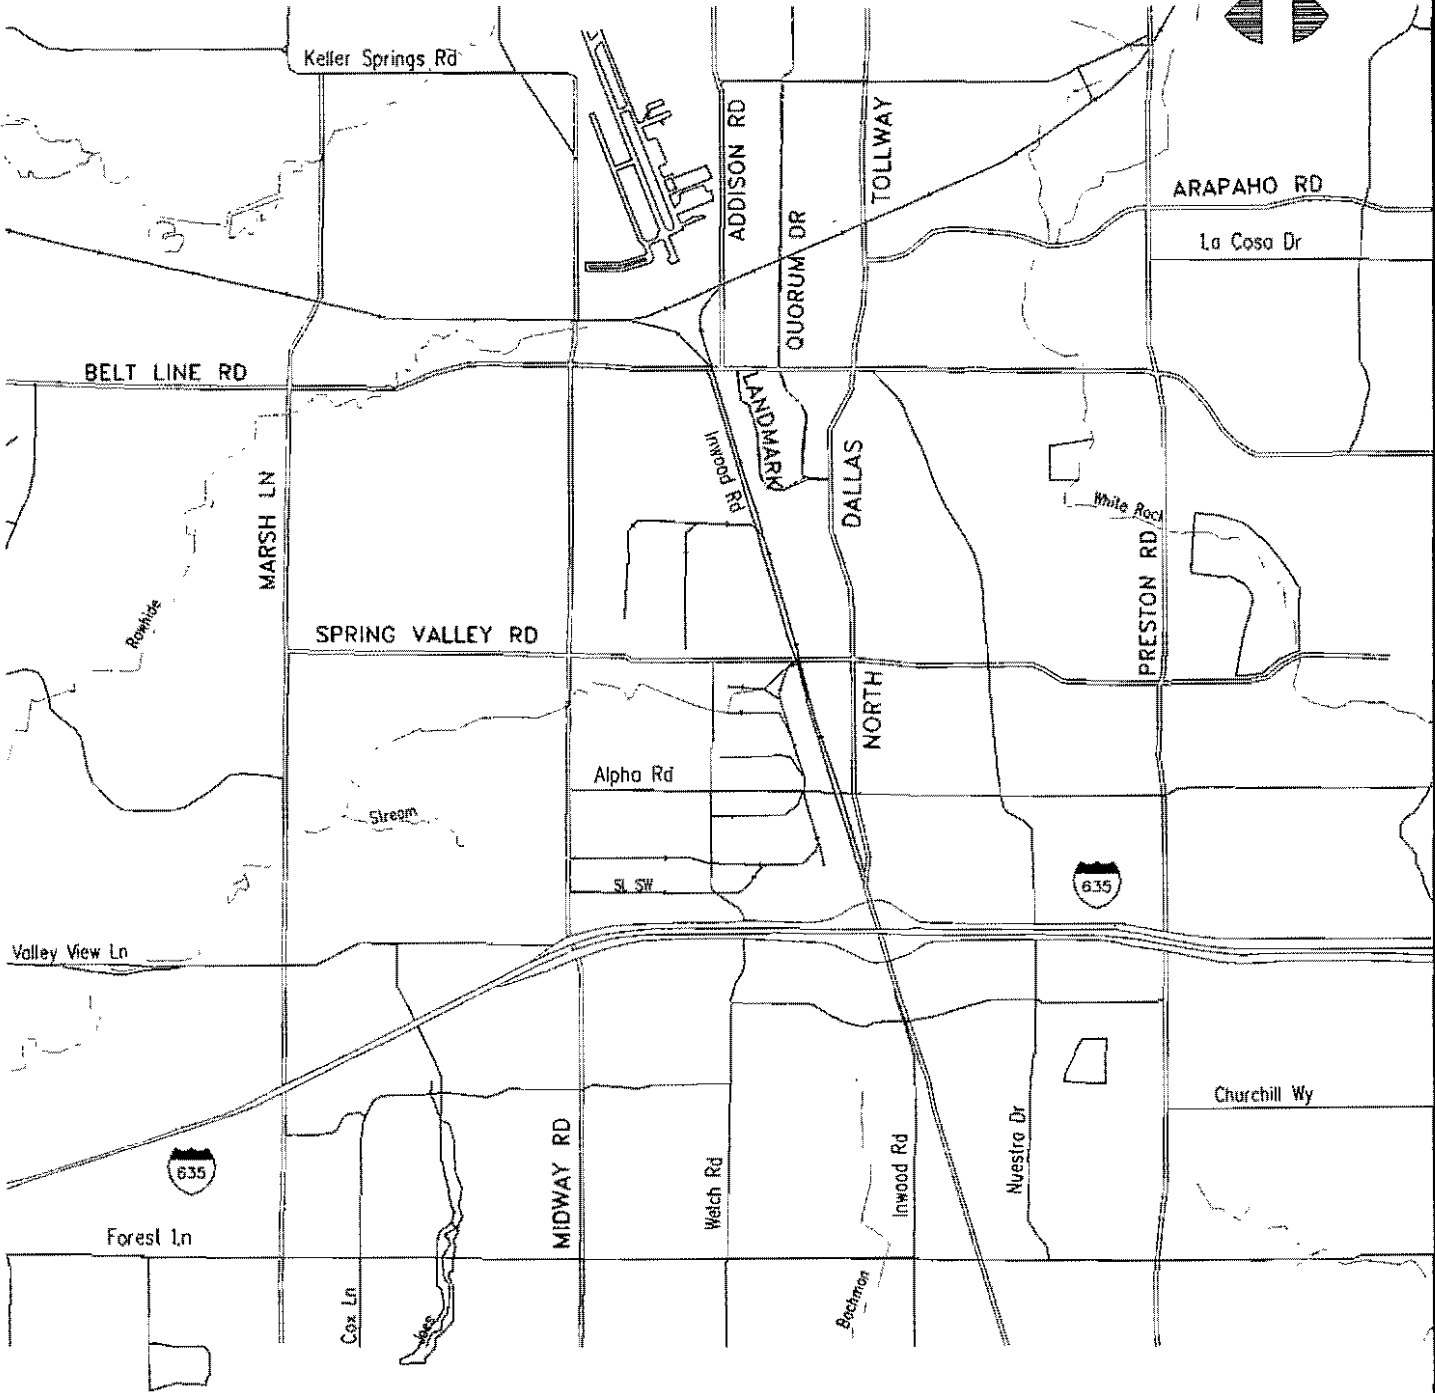 Keller Springs Rd
ADDISON RD
TOLLWAY
QUORUM DR
ARAPAHO RD
La Cosa Dr
BELT LINE RD
LANDMARK
Inwood Rd
DALLAS
MARSH LN
White Rock
PRESTON RD
Rawhide
SPRING VALLEY RD
NORTH
Alpha Rd
Stream
SL SW
635
Valley View Ln
Churchill Wy
635
MIDWAY RD
Welch Rd
Inwood Rd
Nuestra Dr
Forest Ln
Cox Ln
Joes
Bachman